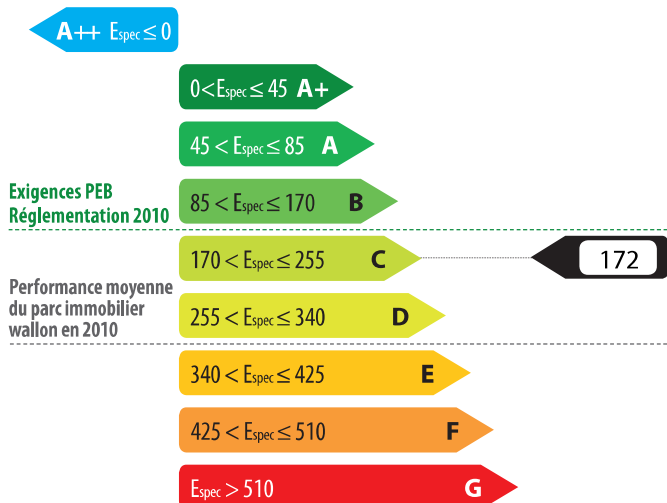 A++ Espec ≤ 0
0 < Espec ≤ 45 A+
45 < Espec ≤ 85 A
Exigences PEB
Réglementation 2010
85 < Espec ≤ 170 B
170 < Espec ≤ 255 C
172
Performance moyenne
du parc immobilier
wallon en 2010
255 < Espec ≤ 340 D
340 < Espec ≤ 425 E
425 < Espec ≤ 510 F
Espec > 510 G